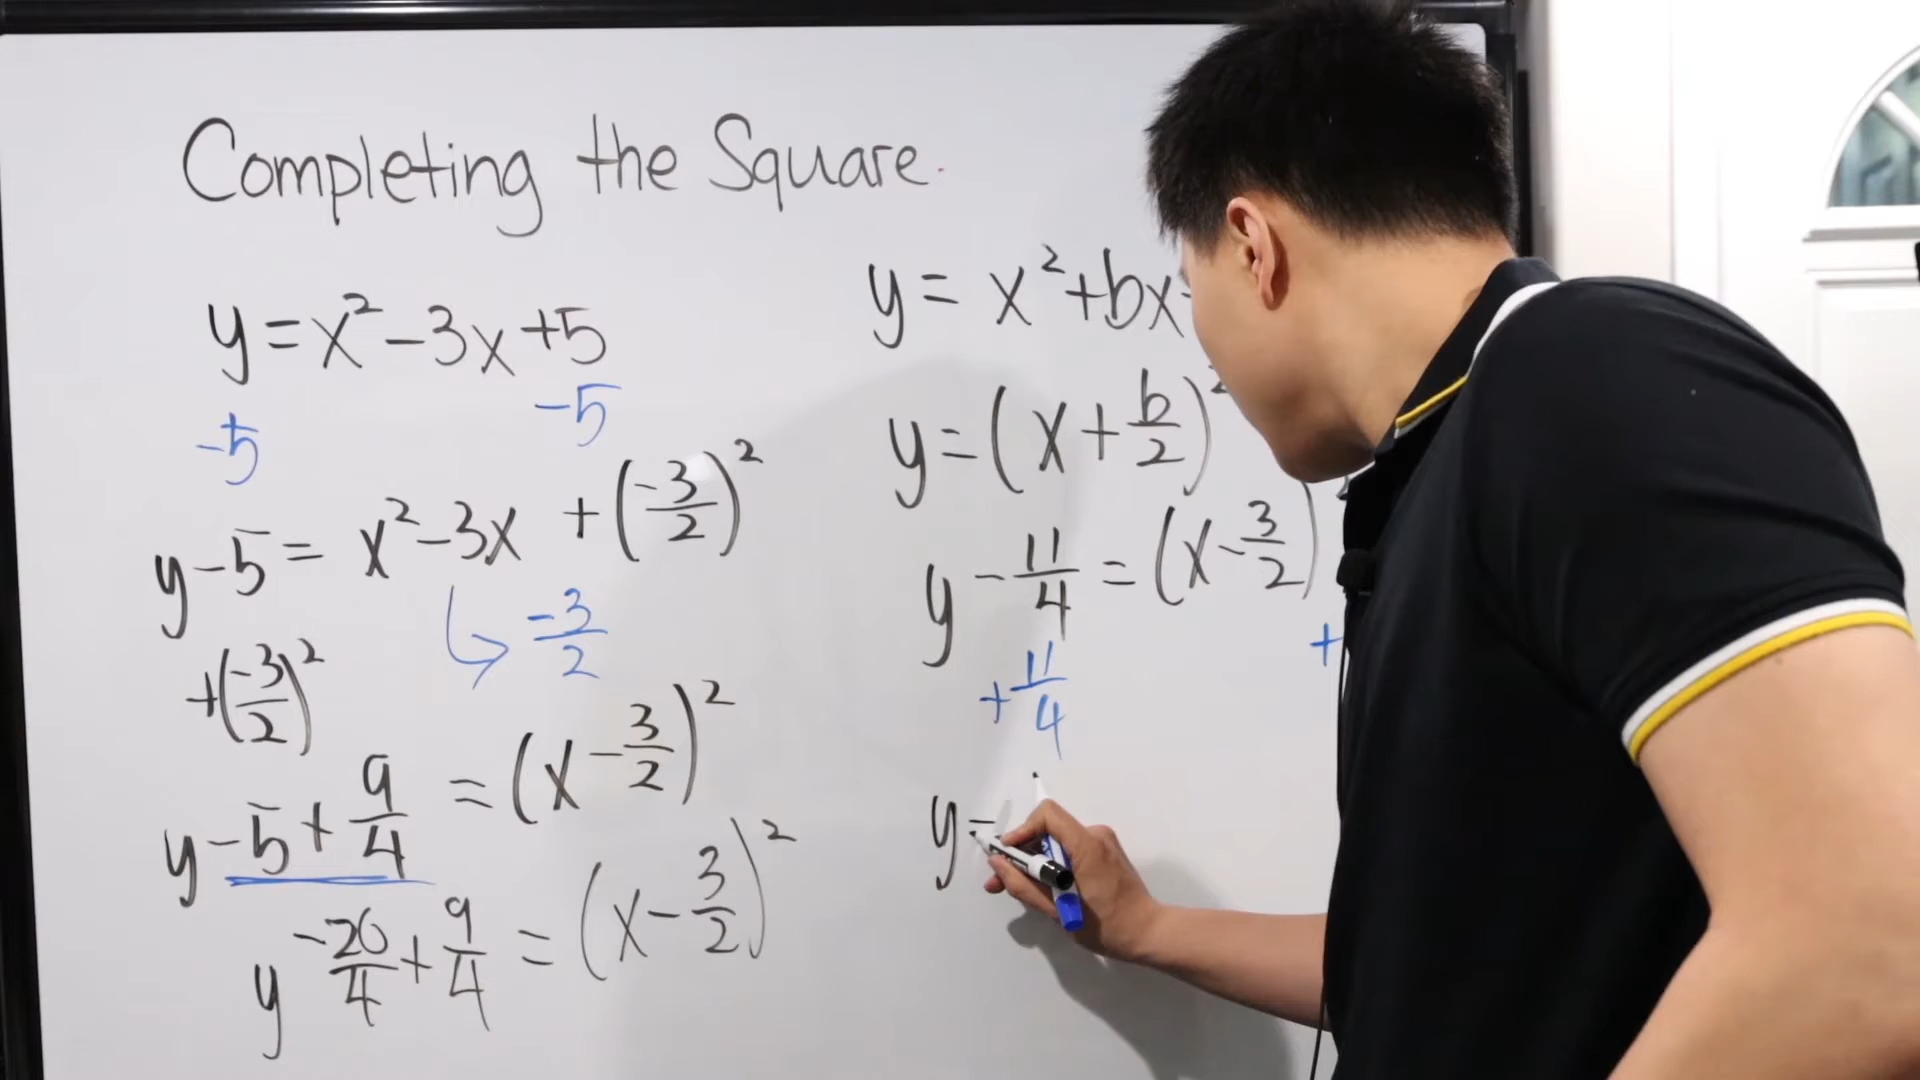 Completing the Square.
y = x² - 3x + 5
-5 -5
y - 5 = x² - 3x + (-3/2)²
-3/2
+(-3/2)²
y - 5 + 9/4 = (x - 3/2)²
y -20/4 + 9/4 = (x - 3/2)²
y = x² + bx
y = (x + b/2)²
y - 11/4 = (x - 3/2)
+ 11/4 +
y =